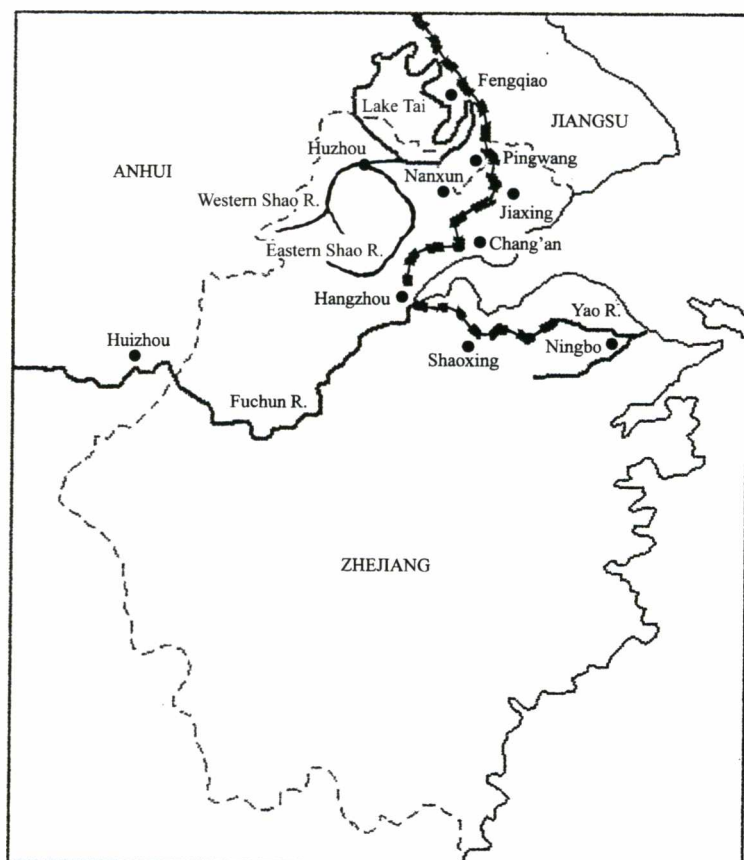 Fengqiao
Lake Tai
JIANGSU
Huzhou
Pingwang
ANHUI
Nanxun
Western Shao R.
Jiaxing
Eastern Shao R.
Chang'an
Hangzhou
Yao R.
Huizhou
Shaoxing
Ningbo
Fuchun R.
ZHEJIANG